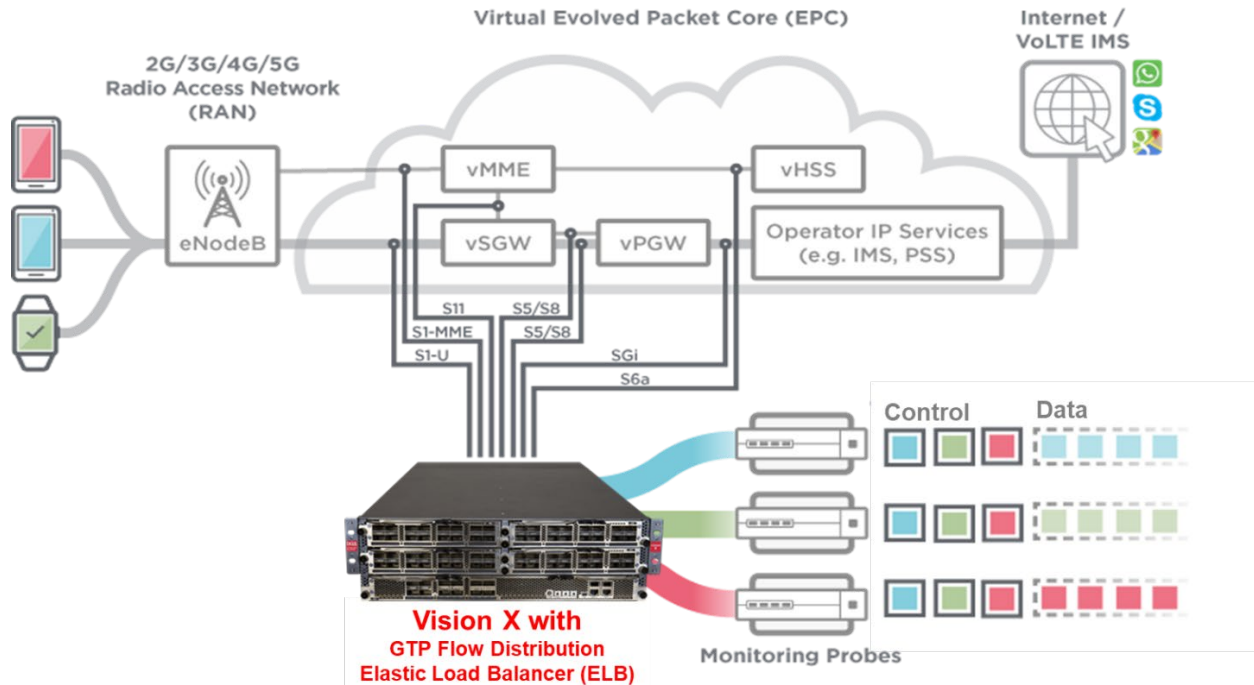 Virtual Evolved Packet Core (EPC)
Internet /
VoLTE IMS
2G/3G/4G/5G
Radio Access Network
(RAN)
vMME
vHSS
eNodeB
vSGW
vPGW
Operator IP Services
(e.g. IMS, PSS)
S11
S5/S8
S1-MME
S5/S8
S1-U
SGi
S6a
Control
Data
Vision X with
GTP Flow Distribution
Elastic Load Balancer (ELB)
Monitoring Probes